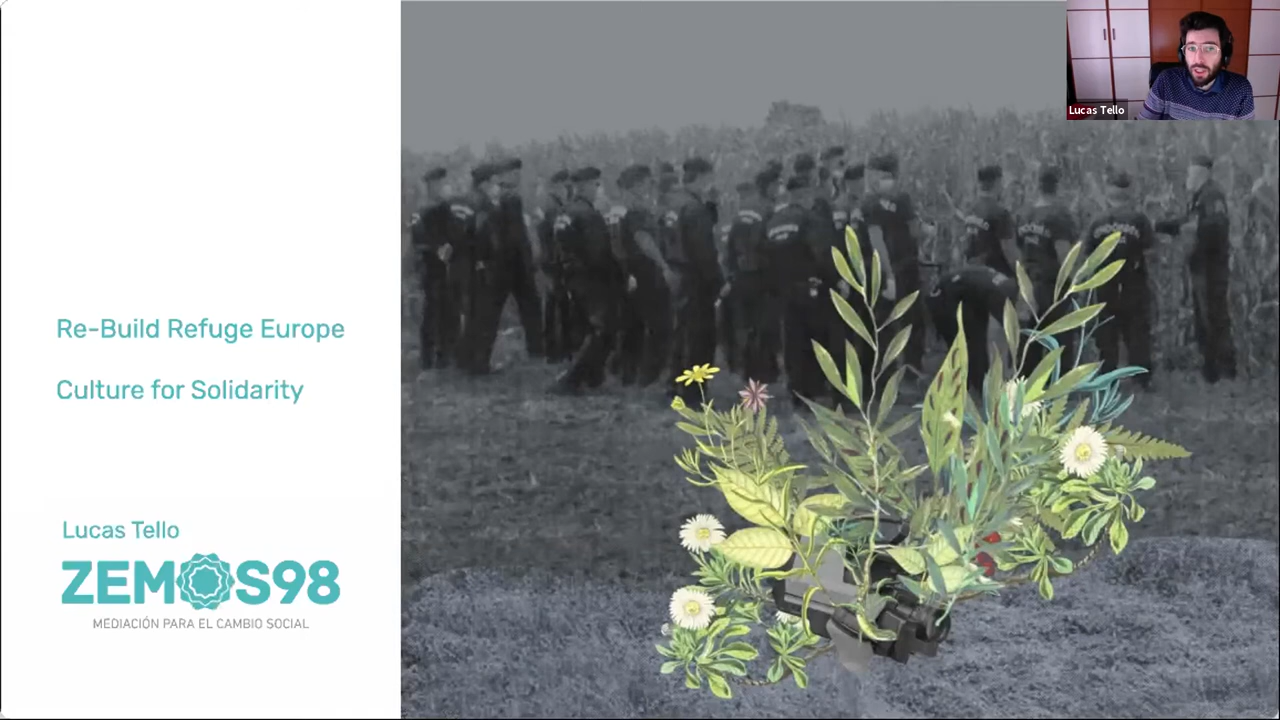 Re-Build Refuge Europe
Culture for Solidarity
Lucas Tello
ZEMOS98
MEDIACIÓN PARA EL CAMBIO SOCIAL
Lucas Tello